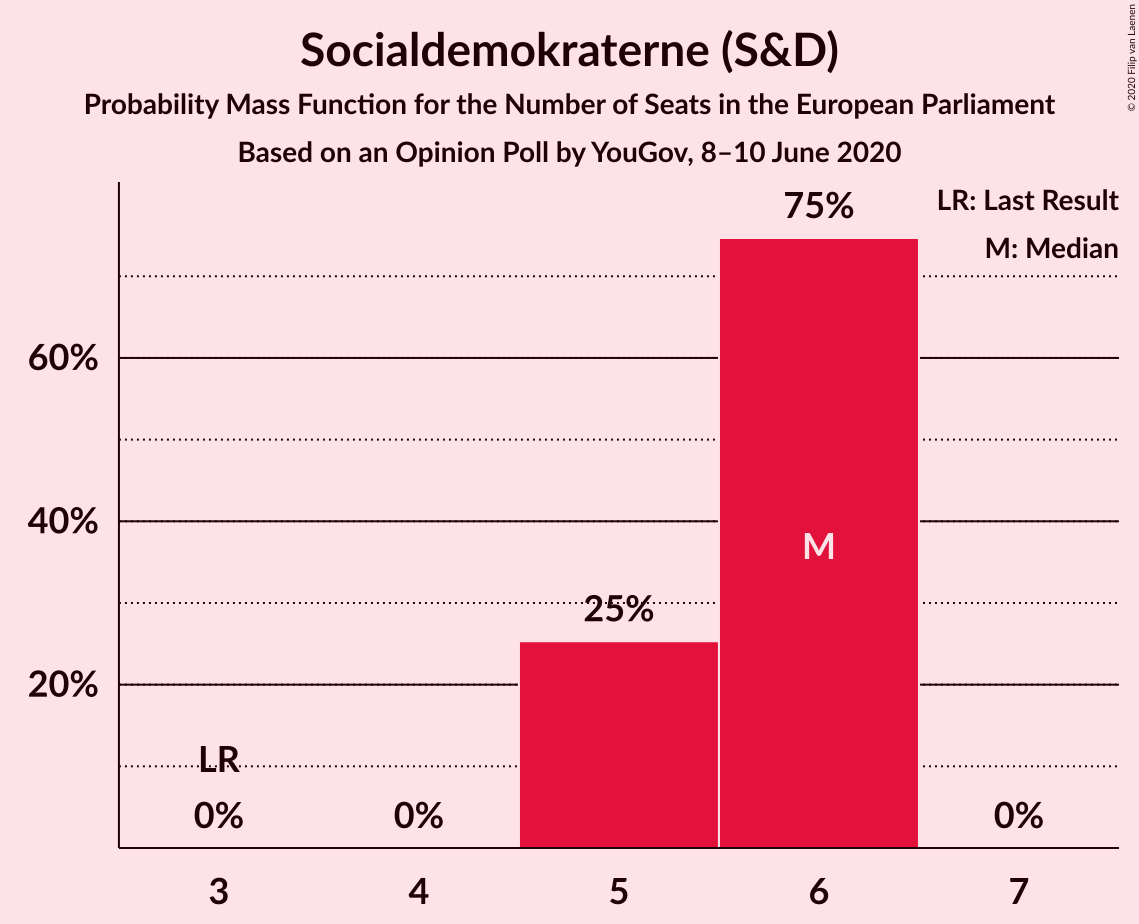 Socialdemokraterne (S&D)
Probability Mass Function for the Number of Seats in the European Parliament
Based on an Opinion Poll by YouGov, 8–10 June 2020
© 2020 Filip van Laenen
LR: Last Result
M: Median
75%
60%
40%
M
25%
20%
LR
0%
0%
0%
3
4
5
6
7